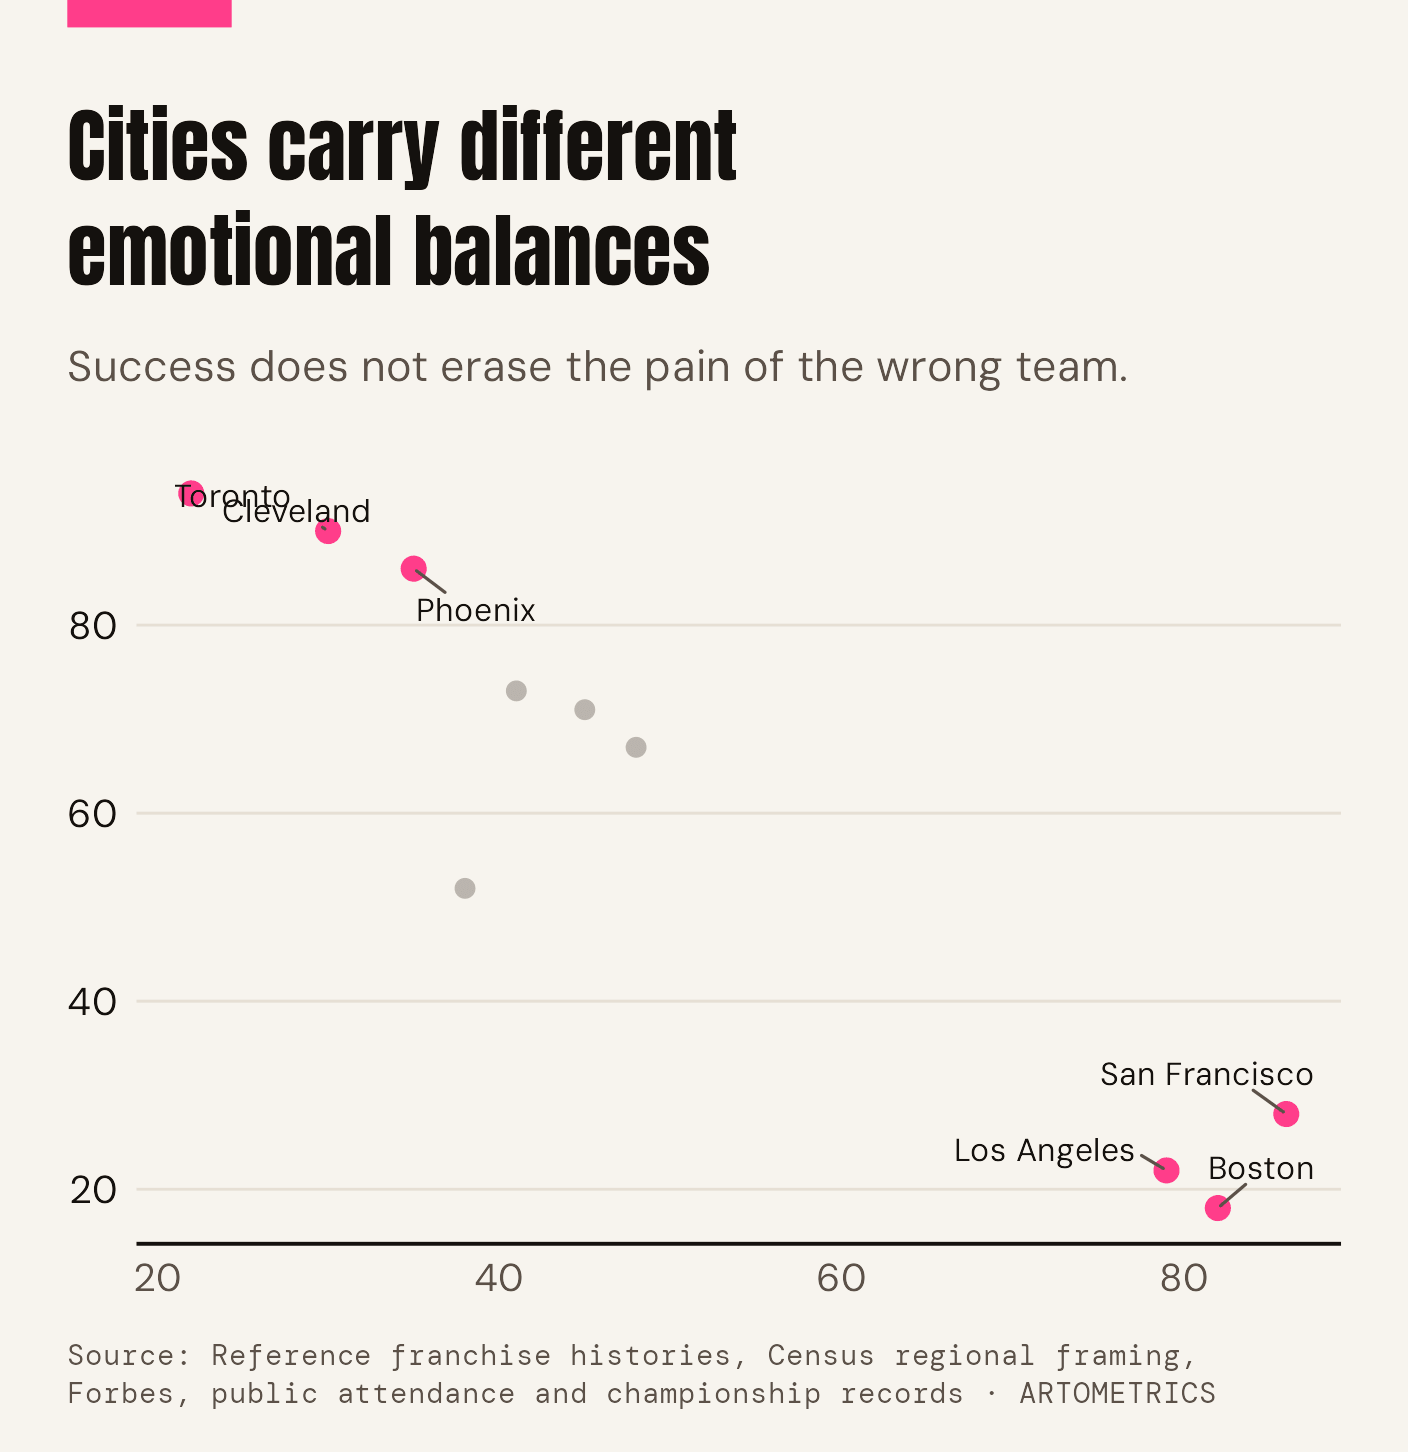 Cities carry different
emotional balances
Success does not erase the pain of the wrong team.
Toronto
Cleveland
Phoenix
80
60
40
San Francisco
Los Angeles
Boston
20
20 40 60 80
Source: Reference franchise histories, Census regional framing,
Forbes, public attendance and championship records · ARTOMETRICS